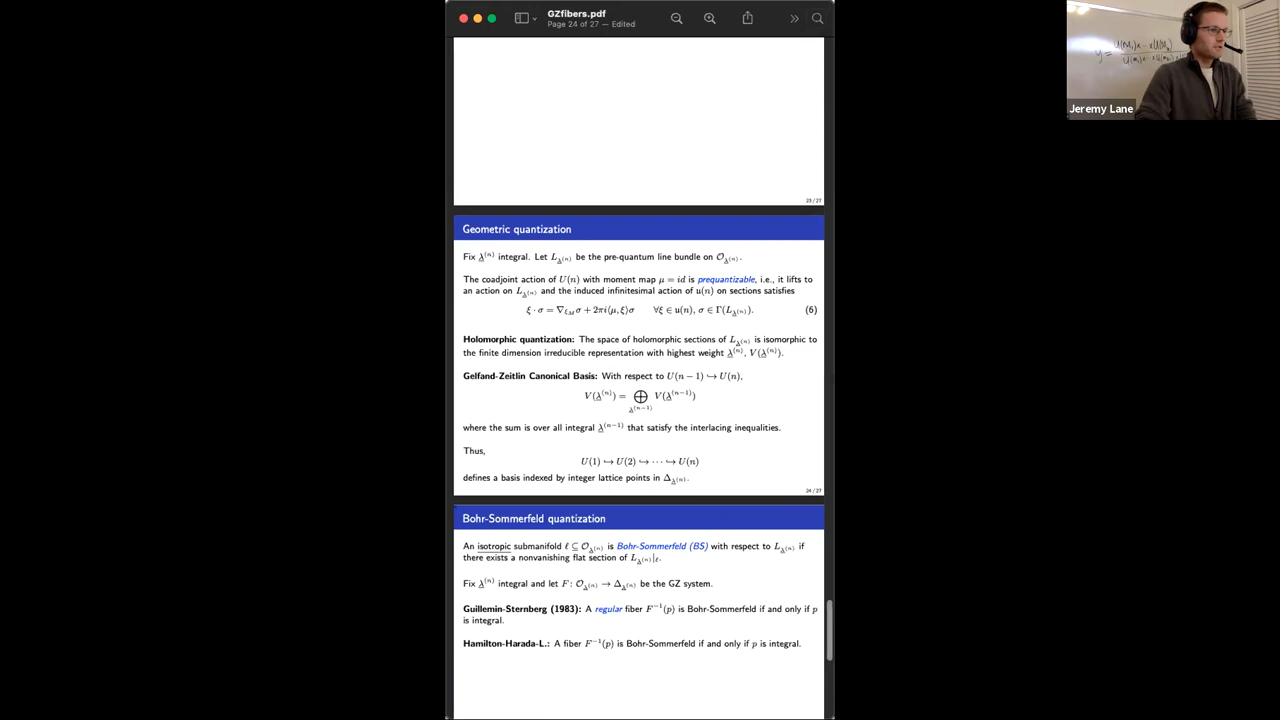 GZfibers.pdf
Page 24 of 27 — Edited
Jeremy Lane
23 / 27
Geometric quantization
Fix λ^(n) integral. Let L_λ^(n) be the pre-quantum line bundle on 𝒪_λ^(n).
The coadjoint action of U(n) with moment map μ = id is prequantizable, i.e., it lifts to
an action on L_λ^(n) and the induced infinitesimal action of 𝔲(n) on sections satisfies
ξ · σ = ∇_ξ_M σ + 2πi⟨μ, ξ⟩σ ∀ξ ∈ 𝔲(n), σ ∈ Γ(L_λ^(n)). (6)
Holomorphic quantization: The space of holomorphic sections of L_λ^(n) is isomorphic to
the finite dimension irreducible representation with highest weight λ^(n), V(λ^(n)).
Gelfand-Zeitlin Canonical Basis: With respect to U(n − 1) ↪ U(n),
V(λ^(n)) = ⊕ V(λ^(n−1))
λ^(n−1)
where the sum is over all integral λ^(n−1) that satisfy the interlacing inequalities.
Thus,
U(1) ↪ U(2) ↪ ··· ↪ U(n)
defines a basis indexed by integer lattice points in Δ_λ^(n).
24 / 27
Bohr-Sommerfeld quantization
An isotropic submanifold ℓ ⊆ 𝒪_λ^(n) is Bohr-Sommerfeld (BS) with respect to L_λ^(n) if
there exists a nonvanishing flat section of L_λ^(n)|_ℓ.
Fix λ^(n) integral and let F: 𝒪_λ^(n) → Δ_λ^(n) be the GZ system.
Guillemin-Sternberg (1983): A regular fiber F^−1(p) is Bohr-Sommerfeld if and only if p
is integral.
Hamilton-Harada-L.: A fiber F^−1(p) is Bohr-Sommerfeld if and only if p is integral.